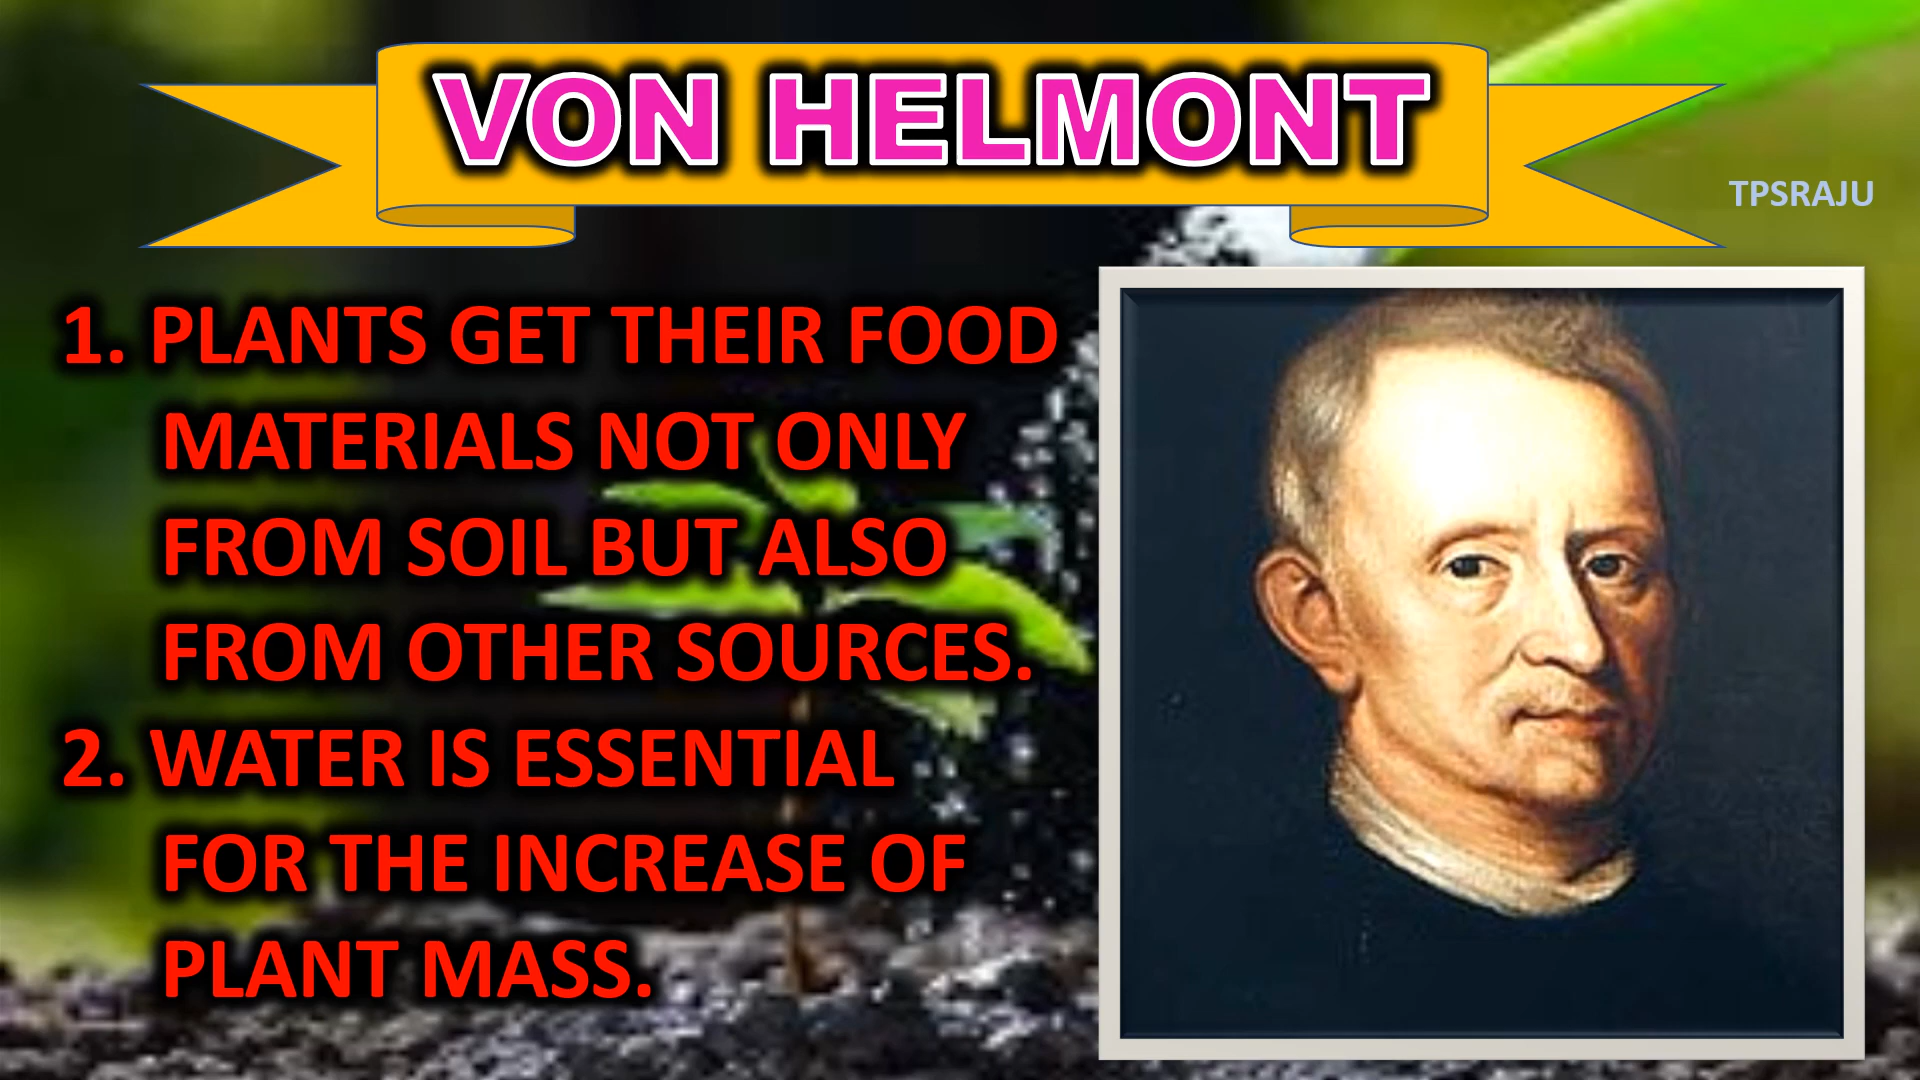 VON HELMONT
TPSRAJU
1. PLANTS GET THEIR FOOD
MATERIALS NOT ONLY
FROM SOIL BUT ALSO
FROM OTHER SOURCES.
2. WATER IS ESSENTIAL
FOR THE INCREASE OF
PLANT MASS.